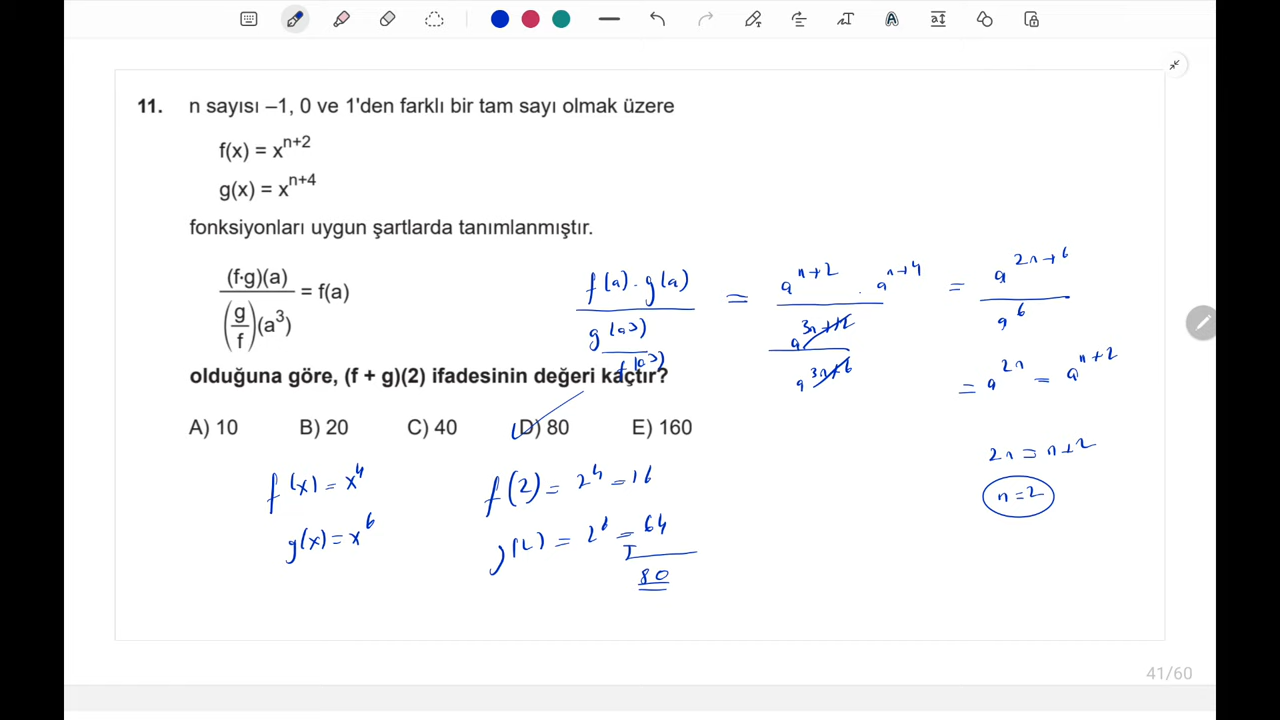 11. n sayısı –1, 0 ve 1'den farklı bir tam sayı olmak üzere
f(x) = x^{n+2}
g(x) = x^{n+4}
fonksiyonları uygun şartlarda tanımlanmıştır.
(f·g)(a) / (g/f)(a^3) = f(a)
f(a) . g(a) / (g(a3) / f(a3)) = a^{n+2} . a^{n+4} / (a^{3n+12} / a^{3n+6}) = a^{2n+6} / a^6
= a^{2n} = a^{n+2}
olduğuna göre, (f + g)(2) ifadesinin değeri kaçtır?
A) 10 B) 20 C) 40 D) 80 E) 160
2n = n+2
n = 2
f(x) = x^4 f(2) = 2^4 = 16
g(x) = x^6 g(2) = 2^6 = 64
+
80
41/60